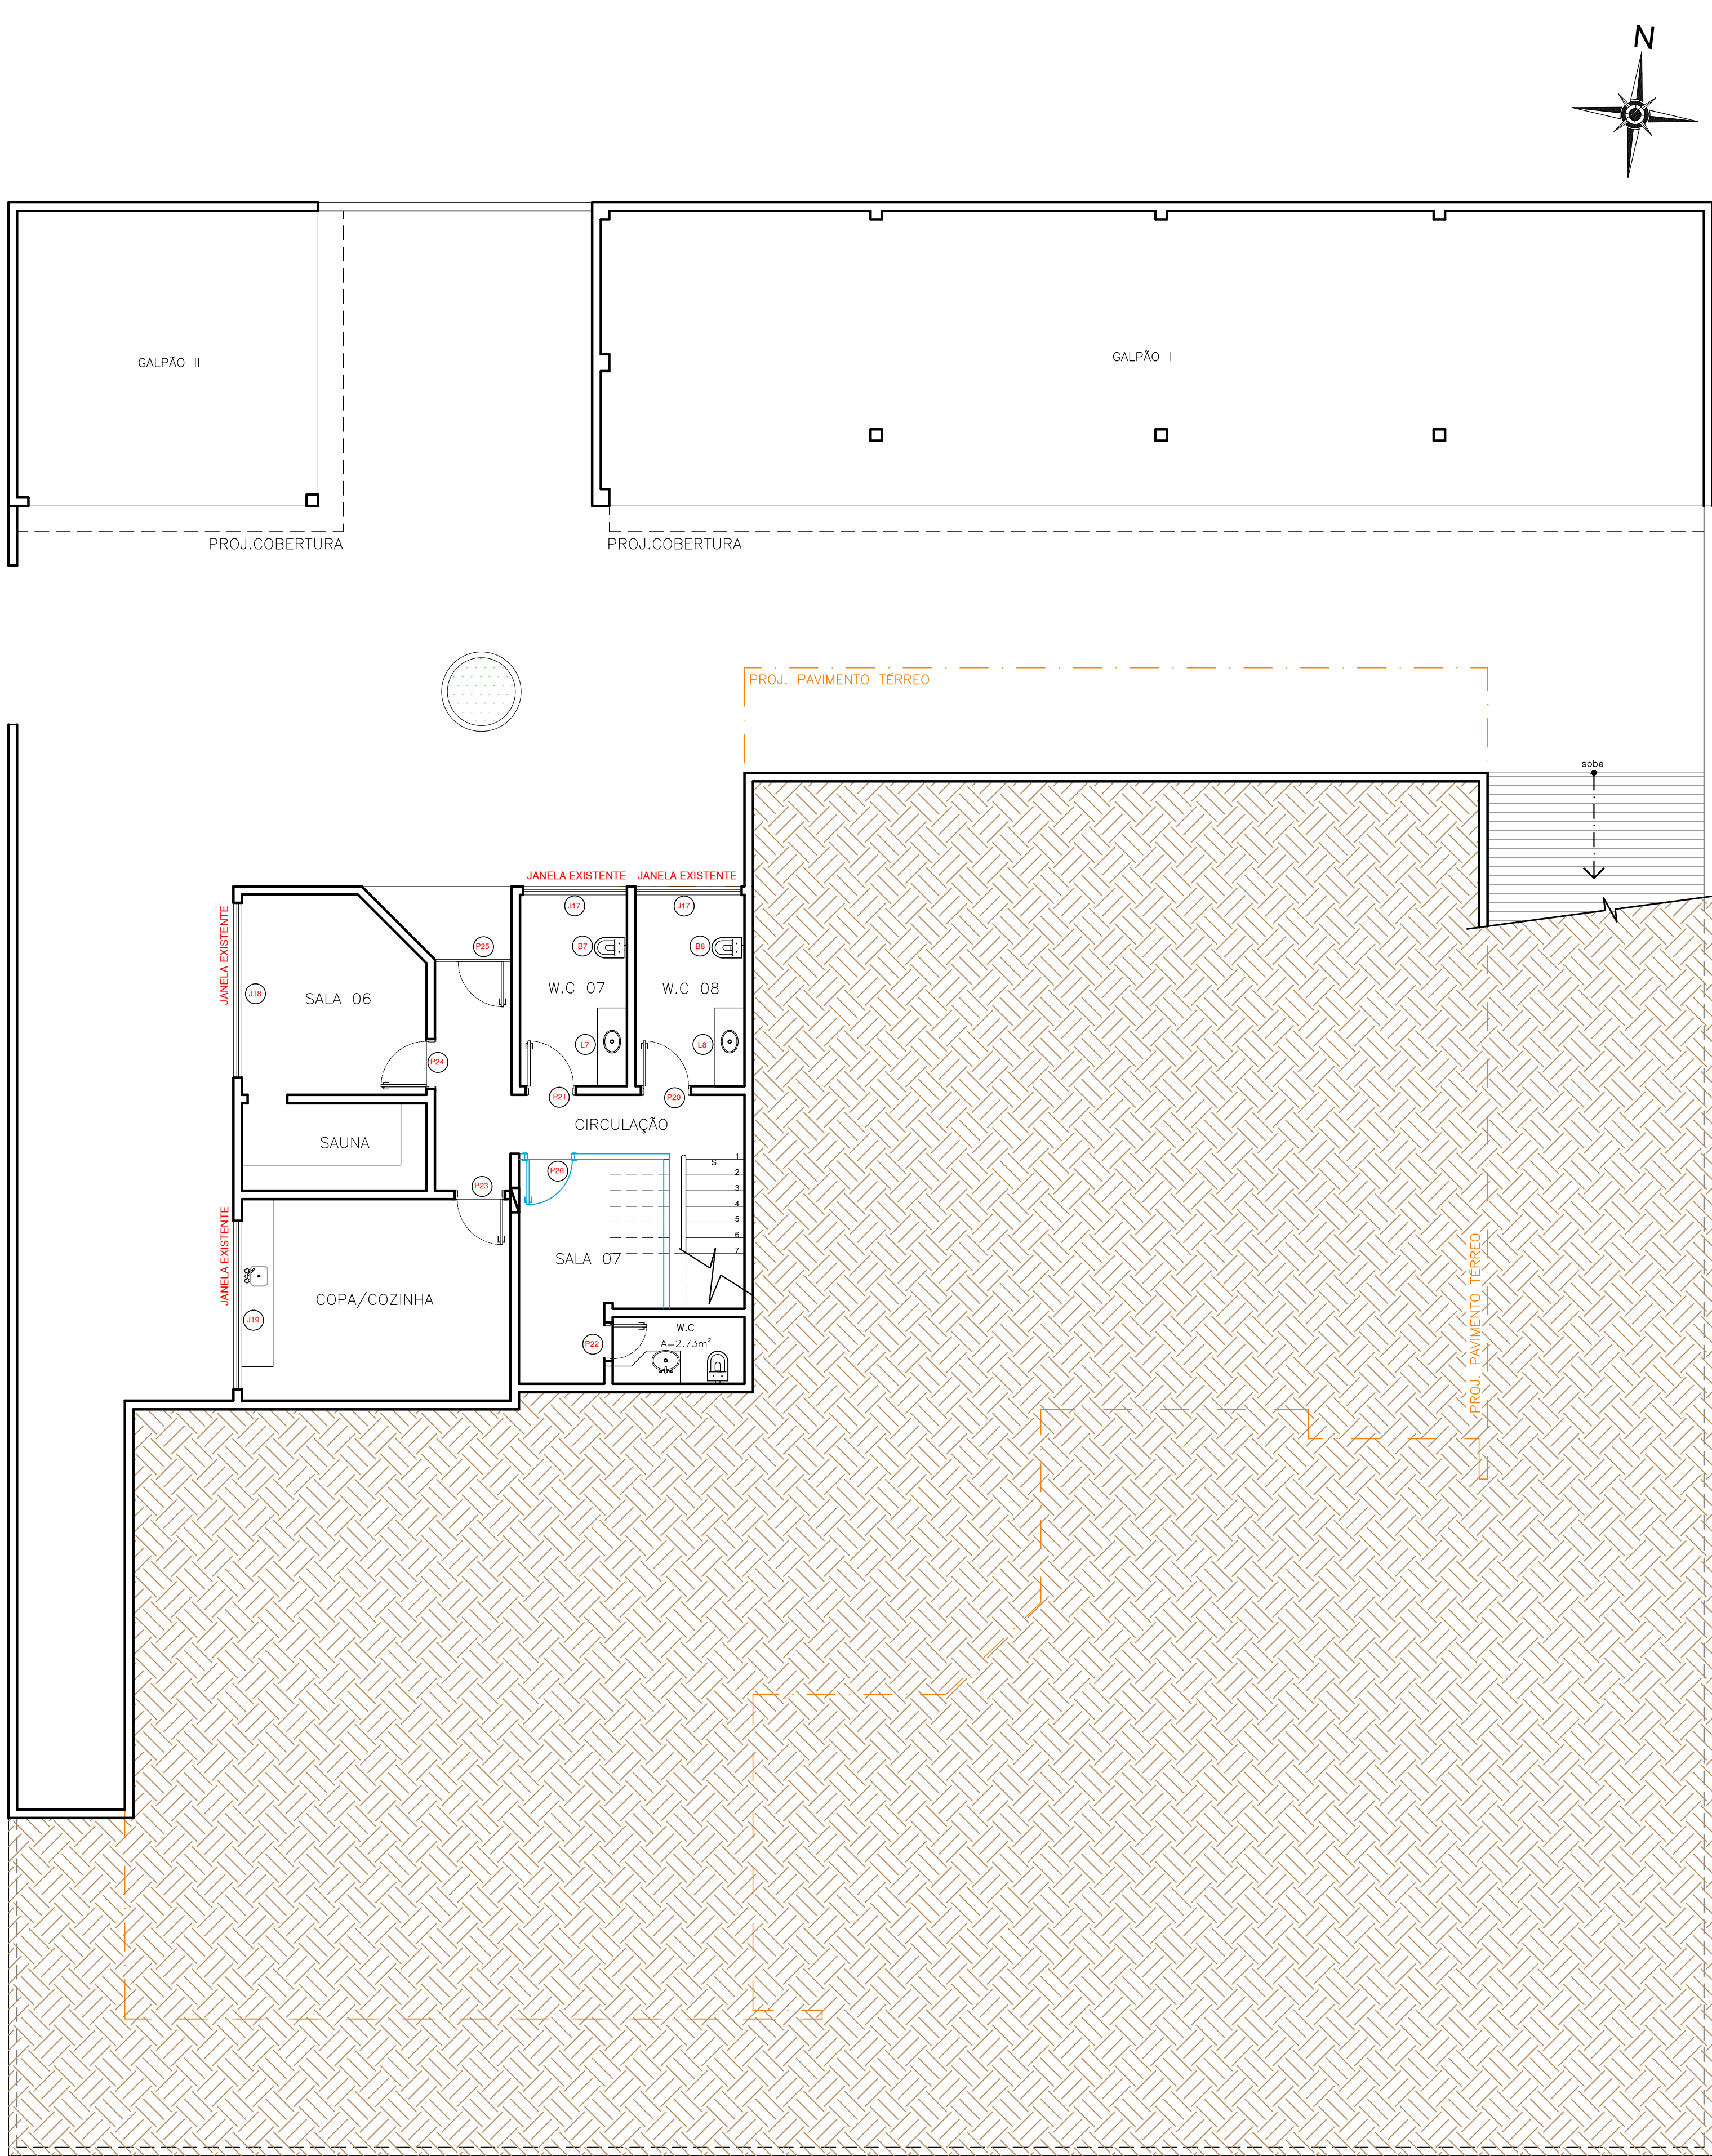 N
GALPÃO II
GALPÃO I
PROJ.COBERTURA
PROJ.COBERTURA
PROJ. PAVIMENTO TÉRREO
sobe
JANELA EXISTENTE
JANELA EXISTENTE
J17
J17
JANELA EXISTENTE
P25
B7
B8
J18
SALA 06
W.C 07
W.C 08
L7
L8
P24
P21
P20
CIRCULAÇÃO
SAUNA
P26
S
1
2
3
4
5
6
7
P23
JANELA EXISTENTE
SALA 07
COPA/COZINHA
J19
P22
W.C
A=2.73m²
PROJ. PAVIMENTO TÉRREO